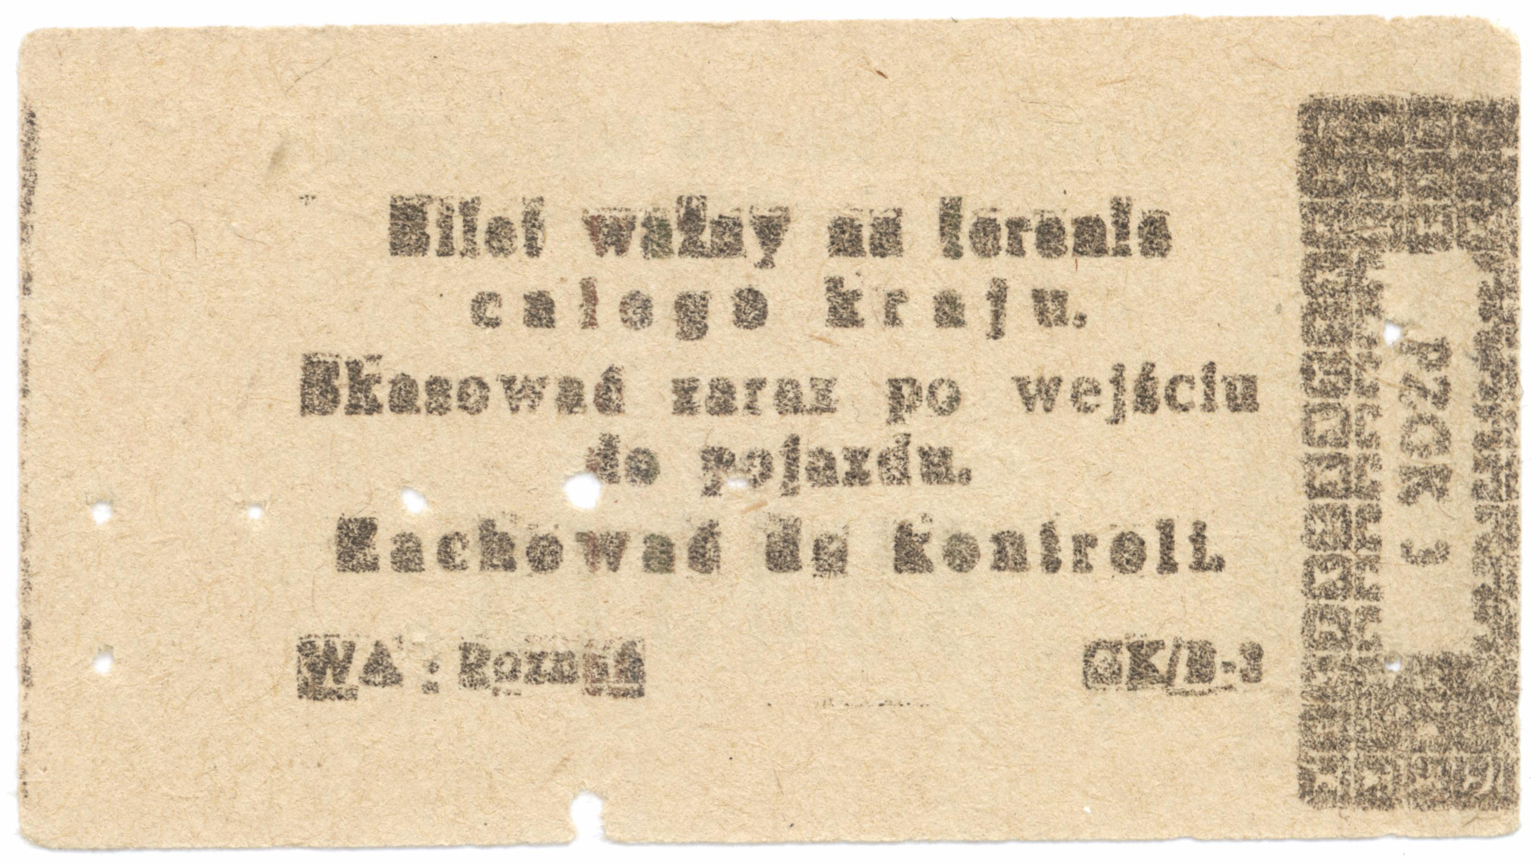 Bilet ważny na terenie
całego kraju.
Skasować zaraz po wejściu
do pojazdu.
Zachować do kontroli.
WA : Poznań
GK/B-3
PZGK 3